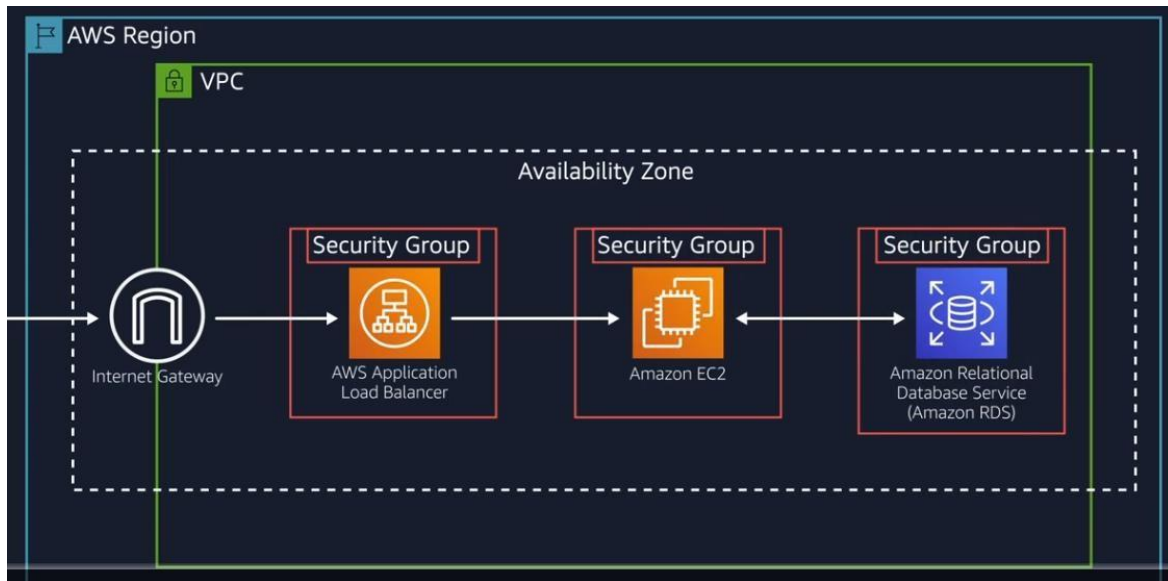 AWS Region
VPC
Availability Zone
Security Group
Security Group
Security Group
Internet Gateway
AWS Application
Load Balancer
Amazon EC2
Amazon Relational
Database Service
(Amazon RDS)